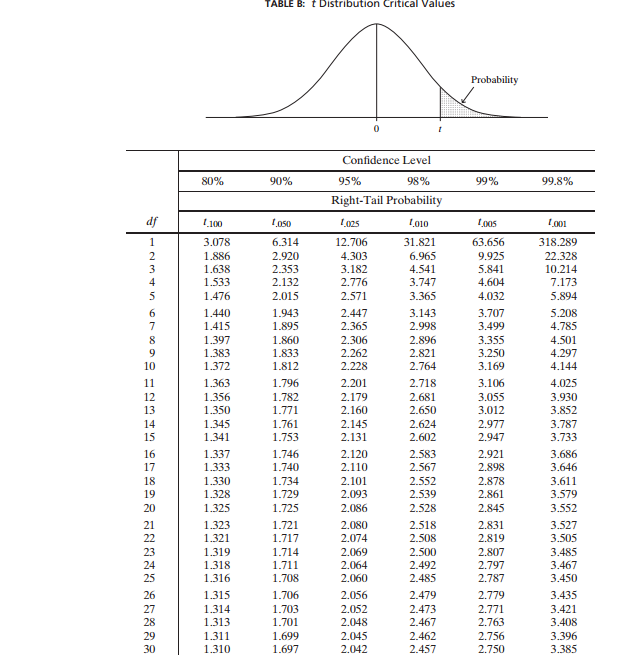 TABLE B: t Distribution Critical Values
Probability
0 t
Confidence Level
80% 90% 95% 98% 99% 99.8%
Right-Tail Probability
df t.100 t.050 t.025 t.010 t.005 t.001
1 3.078 6.314 12.706 31.821 63.656 318.289
2 1.886 2.920 4.303 6.965 9.925 22.328
3 1.638 2.353 3.182 4.541 5.841 10.214
4 1.533 2.132 2.776 3.747 4.604 7.173
5 1.476 2.015 2.571 3.365 4.032 5.894
6 1.440 1.943 2.447 3.143 3.707 5.208
7 1.415 1.895 2.365 2.998 3.499 4.785
8 1.397 1.860 2.306 2.896 3.355 4.501
9 1.383 1.833 2.262 2.821 3.250 4.297
10 1.372 1.812 2.228 2.764 3.169 4.144
11 1.363 1.796 2.201 2.718 3.106 4.025
12 1.356 1.782 2.179 2.681 3.055 3.930
13 1.350 1.771 2.160 2.650 3.012 3.852
14 1.345 1.761 2.145 2.624 2.977 3.787
15 1.341 1.753 2.131 2.602 2.947 3.733
16 1.337 1.746 2.120 2.583 2.921 3.686
17 1.333 1.740 2.110 2.567 2.898 3.646
18 1.330 1.734 2.101 2.552 2.878 3.611
19 1.328 1.729 2.093 2.539 2.861 3.579
20 1.325 1.725 2.086 2.528 2.845 3.552
21 1.323 1.721 2.080 2.518 2.831 3.527
22 1.321 1.717 2.074 2.508 2.819 3.505
23 1.319 1.714 2.069 2.500 2.807 3.485
24 1.318 1.711 2.064 2.492 2.797 3.467
25 1.316 1.708 2.060 2.485 2.787 3.450
26 1.315 1.706 2.056 2.479 2.779 3.435
27 1.314 1.703 2.052 2.473 2.771 3.421
28 1.313 1.701 2.048 2.467 2.763 3.408
29 1.311 1.699 2.045 2.462 2.756 3.396
30 1.310 1.697 2.042 2.457 2.750 3.385